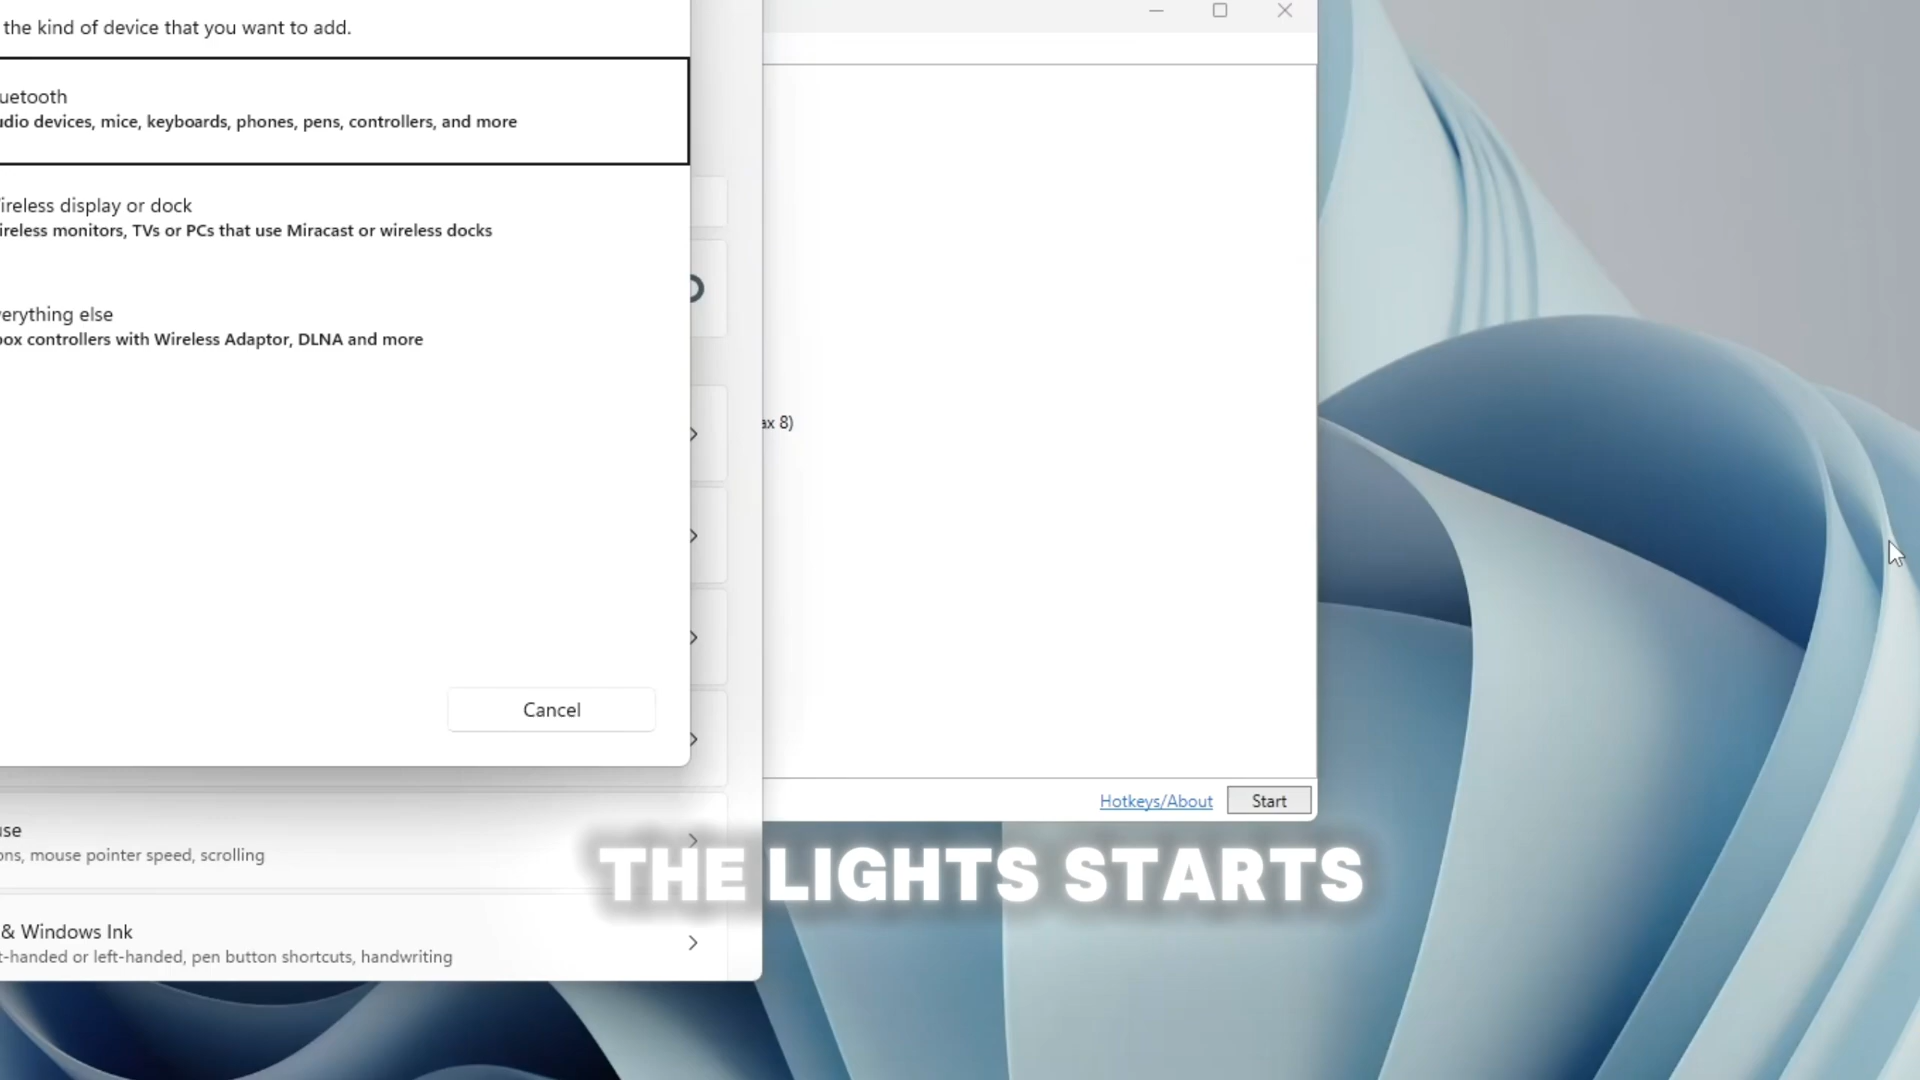 the kind of device that you want to add.
uetooth
udio devices, mice, keyboards, phones, pens, controllers, and more
ireless display or dock
ireless monitors, TVs or PCs that use Miracast or wireless docks
erything else
box controllers with Wireless Adaptor, DLNA and more
ax 8)
Cancel
Hotkeys/About
Start
use
ons, mouse pointer speed, scrolling
THE LIGHTS STARTS
& Windows Ink
t-handed or left-handed, pen button shortcuts, handwriting